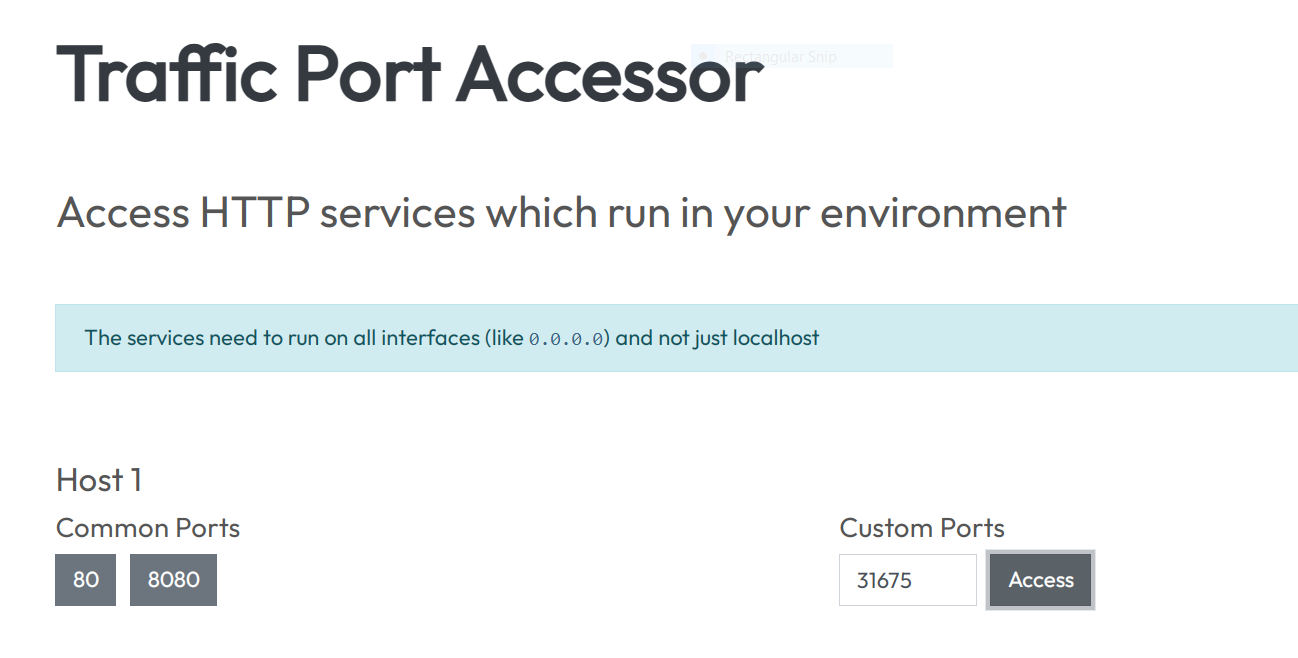 Traffic Port Accessor
Rectangular Snip
Access HTTP services which run in your environment
The services need to run on all interfaces (like 0.0.0.0) and not just localhost
Host 1
Common Ports
Custom Ports
80
8080
31675
Access